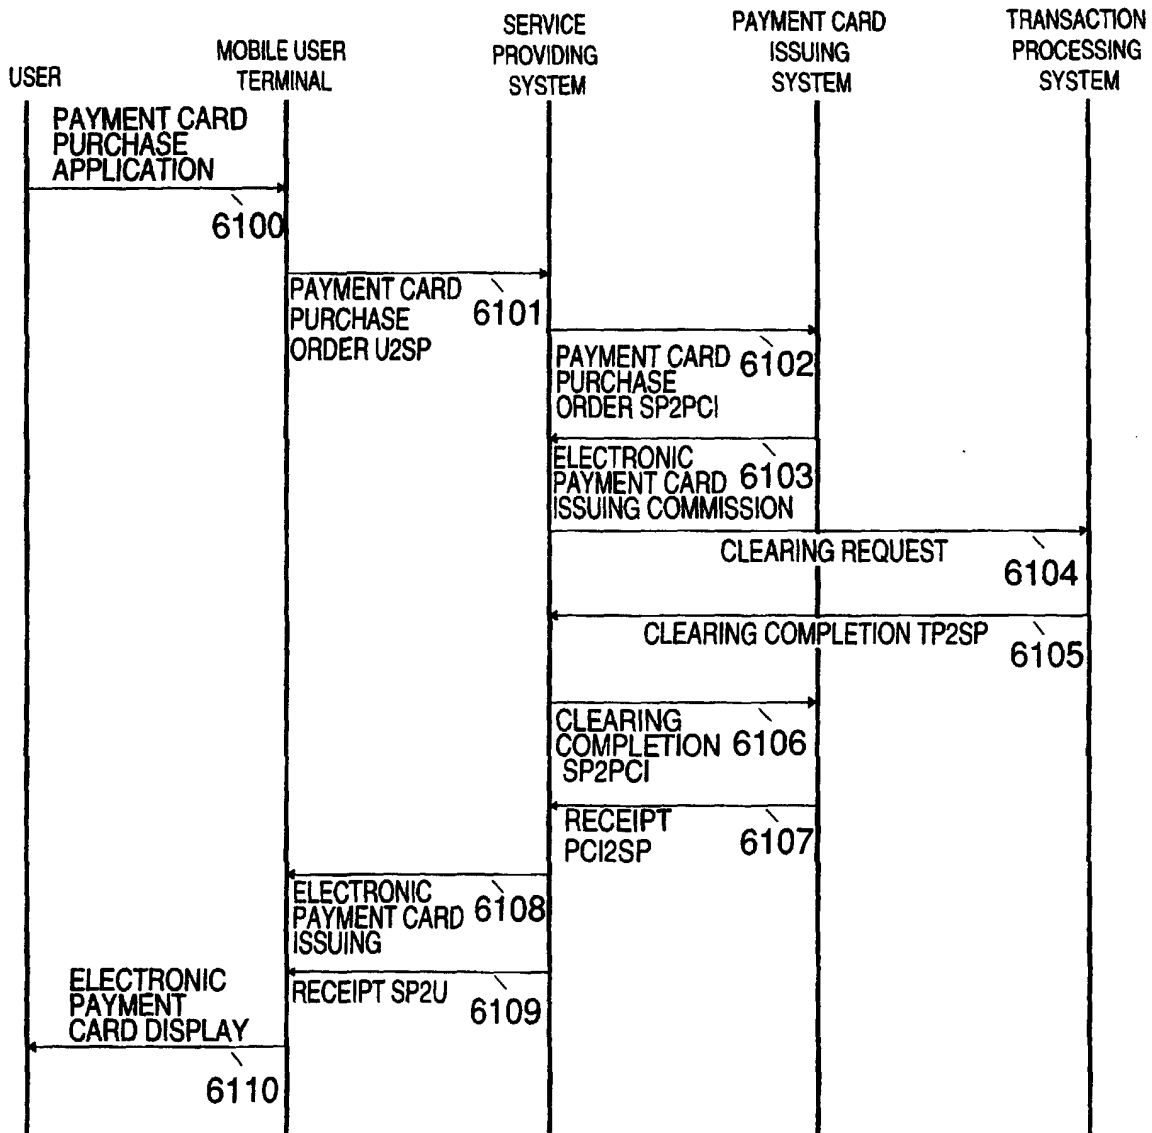 USER
MOBILE USER
TERMINAL
SERVICE
PROVIDING
SYSTEM
PAYMENT CARD
ISSUING
SYSTEM
TRANSACTION
PROCESSING
SYSTEM
PAYMENT CARD
PURCHASE
APPLICATION
6100
PAYMENT CARD
PURCHASE
ORDER U2SP
6101
PAYMENT CARD
PURCHASE
ORDER SP2PCI
6102
ELECTRONIC
PAYMENT CARD
ISSUING COMMISSION
6103
CLEARING REQUEST
6104
CLEARING COMPLETION TP2SP
6105
CLEARING
COMPLETION
SP2PCI
6106
RECEIPT
PCI2SP
6107
ELECTRONIC
PAYMENT CARD
ISSUING
6108
RECEIPT SP2U
6109
ELECTRONIC
PAYMENT
CARD DISPLAY
6110